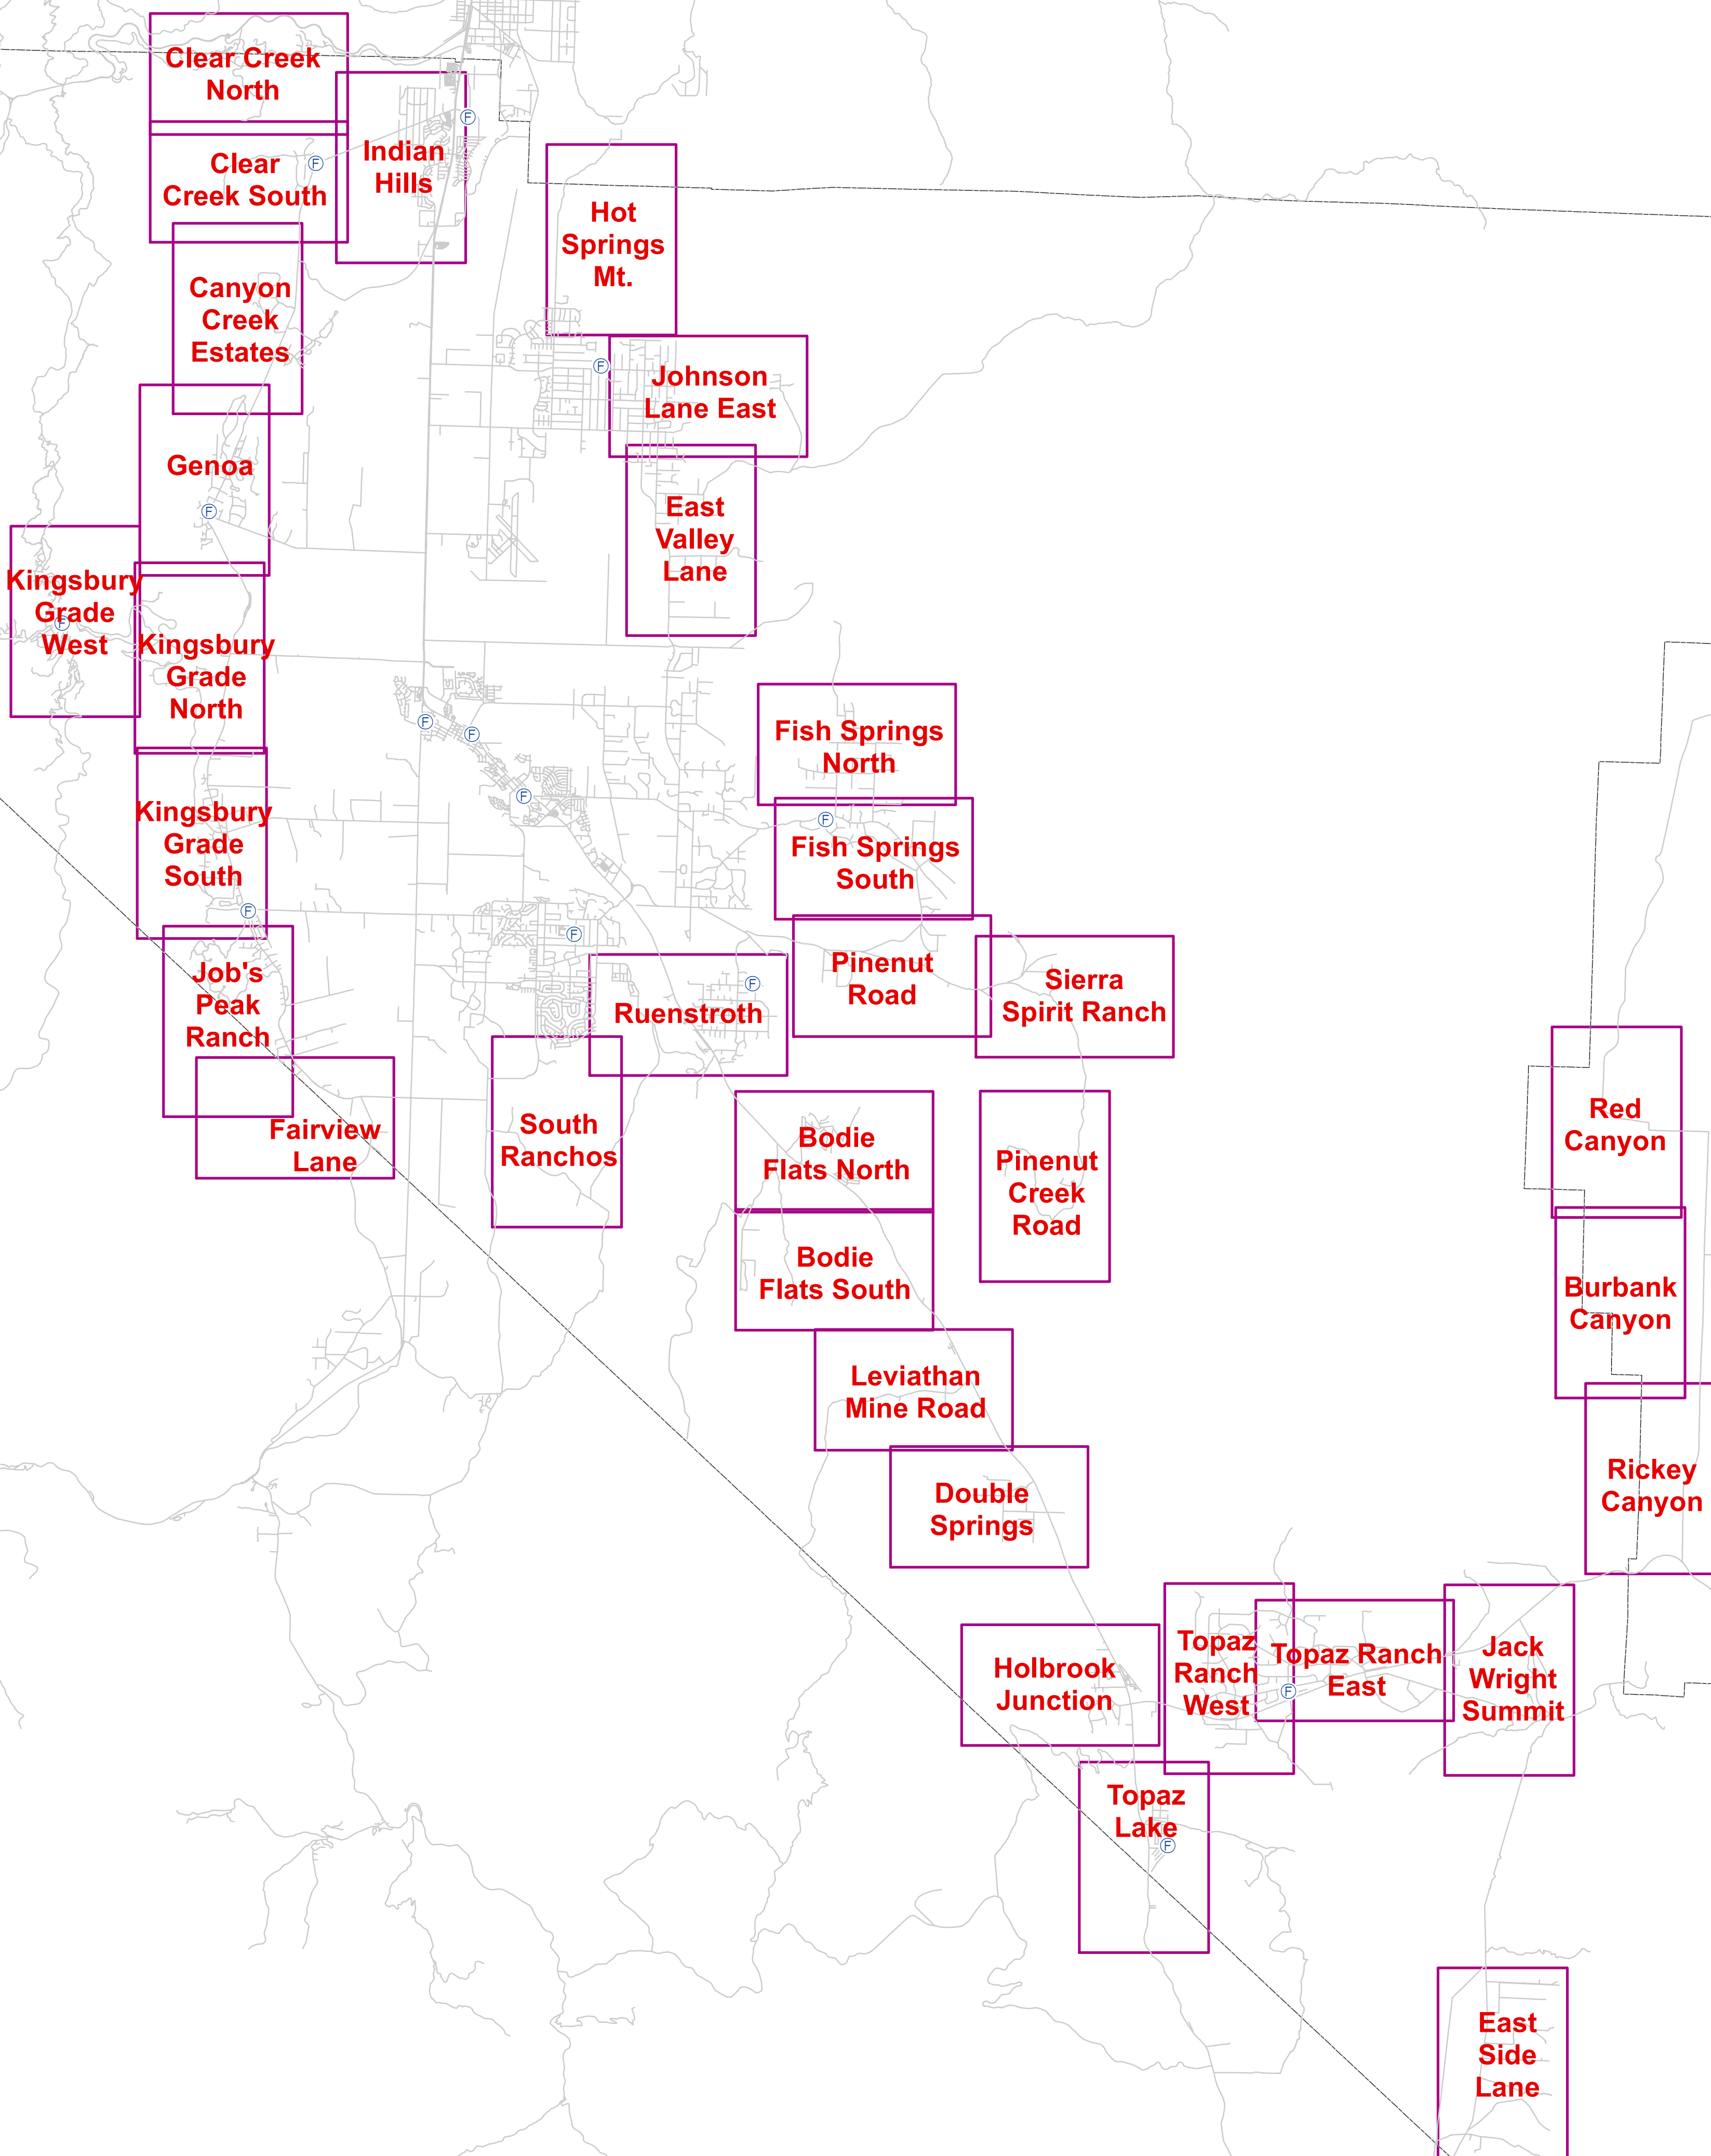 Clear Creek
North
F
Indian
Hills
Clear
Creek South
F
Hot
Springs
Mt.
Canyon
Creek
Estates
F
Johnson
Lane East
Genoa
F
East
Valley
Lane
Kingsbury
Grade
West
F
Kingsbury
Grade
North
F
F
Fish Springs
North
F
Kingsbury
Grade
South
F
Fish Springs
South
F
F
Job's
Peak
Ranch
Ruenstroth
F
Pinenut
Road
Sierra
Spirit Ranch
Fairview
Lane
South
Ranchos
Bodie
Flats North
Pinenut
Creek
Road
Red
Canyon
Bodie
Flats South
Burbank
Canyon
Leviathan
Mine Road
Double
Springs
Rickey
Canyon
Holbrook
Junction
Topaz
Ranch
West
F
Topaz Ranch
East
Jack
Wright
Summit
Topaz
Lake
F
East
Side
Lane